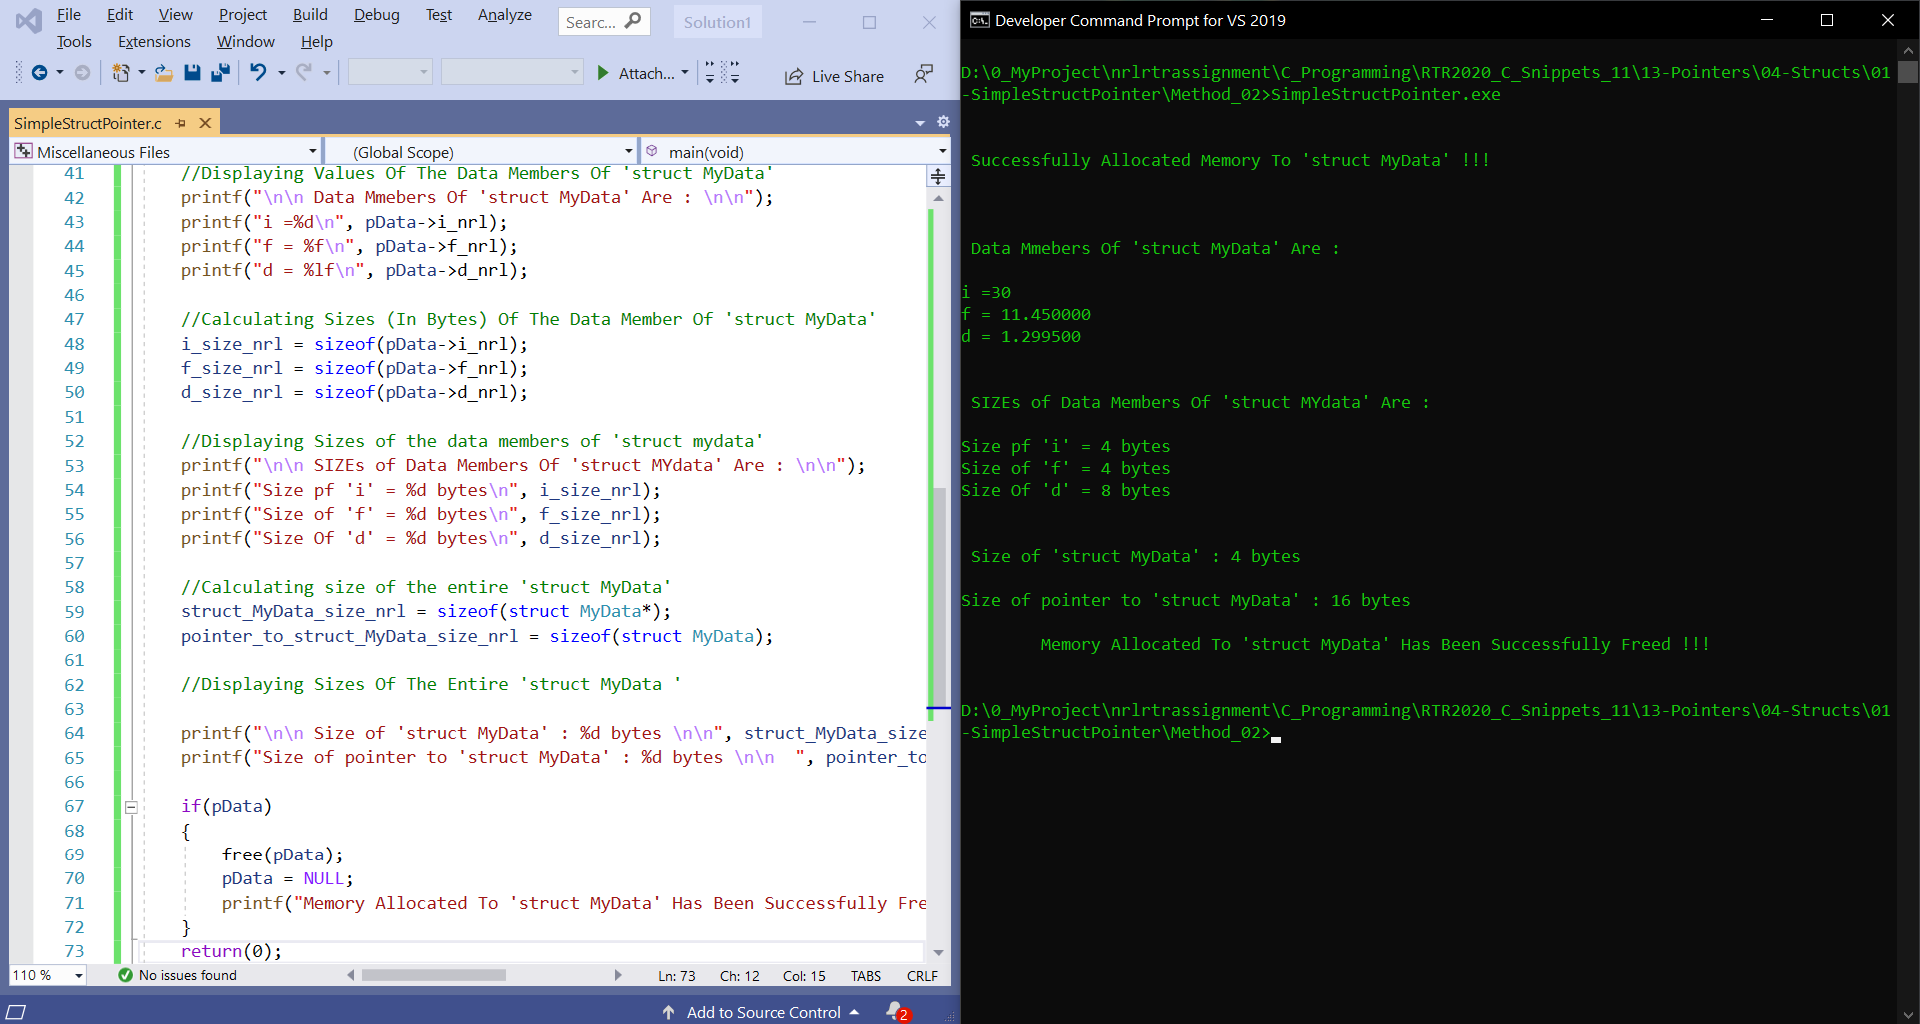 File Edit View Project Build Debug Test Analyze Searc... Solution1
Tools Extensions Window Help
Attach... Live Share
SimpleStructPointer.c
Miscellaneous Files (Global Scope) main(void)
41 //Displaying Values Of The Data Members Of 'struct MyData'
42 printf("\n\n Data Mmebers Of 'struct MyData' Are : \n\n");
43 printf("i =%d\n", pData->i_nrl);
44 printf("f = %f\n", pData->f_nrl);
45 printf("d = %lf\n", pData->d_nrl);
46
47 //Calculating Sizes (In Bytes) Of The Data Member Of 'struct MyData'
48 i_size_nrl = sizeof(pData->i_nrl);
49 f_size_nrl = sizeof(pData->f_nrl);
50 d_size_nrl = sizeof(pData->d_nrl);
51
52 //Displaying Sizes of the data members of 'struct mydata'
53 printf("\n\n SIZEs of Data Members Of 'struct MYdata' Are : \n\n");
54 printf("Size pf 'i' = %d bytes\n", i_size_nrl);
55 printf("Size of 'f' = %d bytes\n", f_size_nrl);
56 printf("Size Of 'd' = %d bytes\n", d_size_nrl);
57
58 //Calculating size of the entire 'struct MyData'
59 struct_MyData_size_nrl = sizeof(struct MyData*);
60 pointer_to_struct_MyData_size_nrl = sizeof(struct MyData);
61
62 //Displaying Sizes Of The Entire 'struct MyData '
63
64 printf("\n\n Size of 'struct MyData' : %d bytes \n\n", struct_MyData_size
65 printf("Size of pointer to 'struct MyData' : %d bytes \n\n  ", pointer_to
66
67 if(pData)
68 {
69 free(pData);
70 pData = NULL;
71 printf("Memory Allocated To 'struct MyData' Has Been Successfully Fre
72 }
73 return(0);
110 % No issues found Ln: 73 Ch: 12 Col: 15 TABS CRLF
Add to Source Control 2
Developer Command Prompt for VS 2019
D:\0_MyProject\nrlrtrassignment\C_Programming\RTR2020_C_Snippets_11\13-Pointers\04-Structs\01
-SimpleStructPointer\Method_02>SimpleStructPointer.exe
Successfully Allocated Memory To 'struct MyData' !!!
Data Mmebers Of 'struct MyData' Are :
i =30
f = 11.450000
d = 1.299500
SIZEs of Data Members Of 'struct MYdata' Are :
Size pf 'i' = 4 bytes
Size of 'f' = 4 bytes
Size Of 'd' = 8 bytes
Size of 'struct MyData' : 4 bytes
Size of pointer to 'struct MyData' : 16 bytes
Memory Allocated To 'struct MyData' Has Been Successfully Freed !!!
D:\0_MyProject\nrlrtrassignment\C_Programming\RTR2020_C_Snippets_11\13-Pointers\04-Structs\01
-SimpleStructPointer\Method_02>